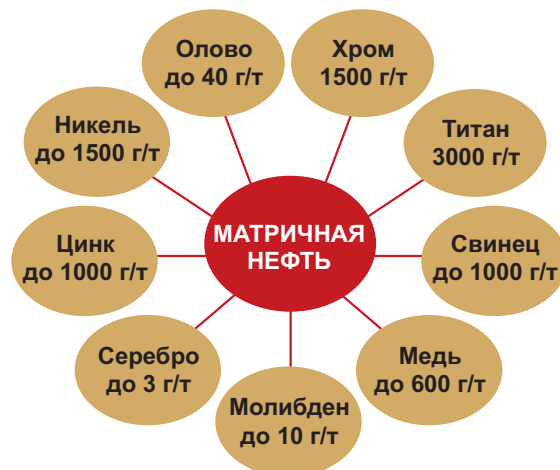 Олово
до 40 г/т
Хром
1500 г/т
Никель
до 1500 г/т
Титан
3000 г/т
МАТРИЧНАЯ
НЕФТЬ
Цинк
до 1000 г/т
Свинец
до 1000 г/т
Серебро
до 3 г/т
Медь
до 600 г/т
Молибден
до 10 г/т